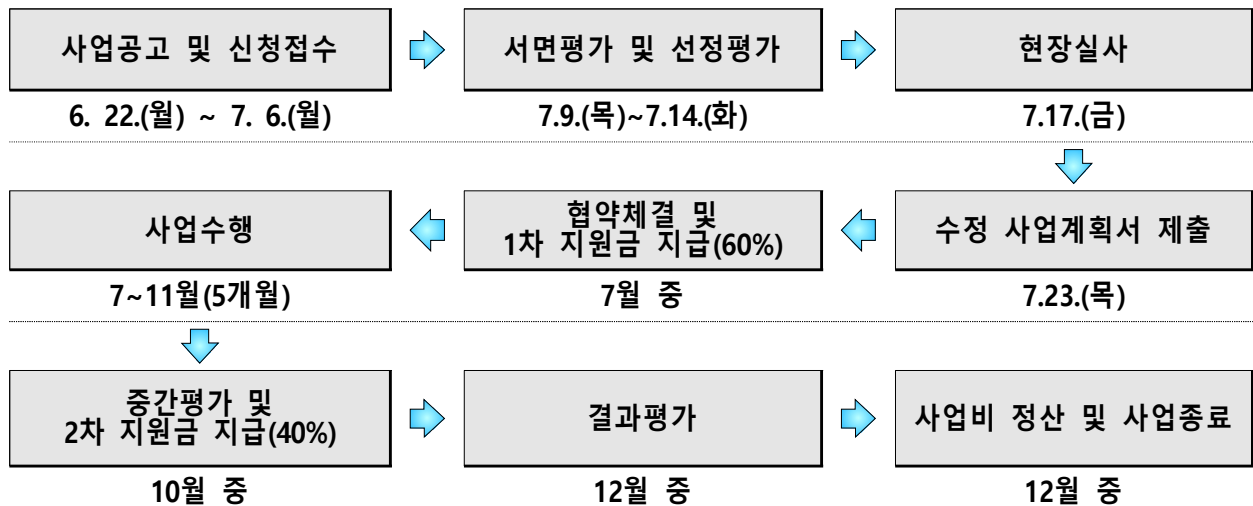 사업공고 및 신청접수
6. 22.(월) ~ 7. 6.(월)
서면평가 및 선정평가
7.9.(목)~7.14.(화)
현장실사
7.17.(금)
수정 사업계획서 제출
7.23.(목)
협약체결 및
1차 지원금 지급(60%)
7월 중
사업수행
7~11월(5개월)
중간평가 및
2차 지원금 지급(40%)
10월 중
결과평가
12월 중
사업비 정산 및 사업종료
12월 중